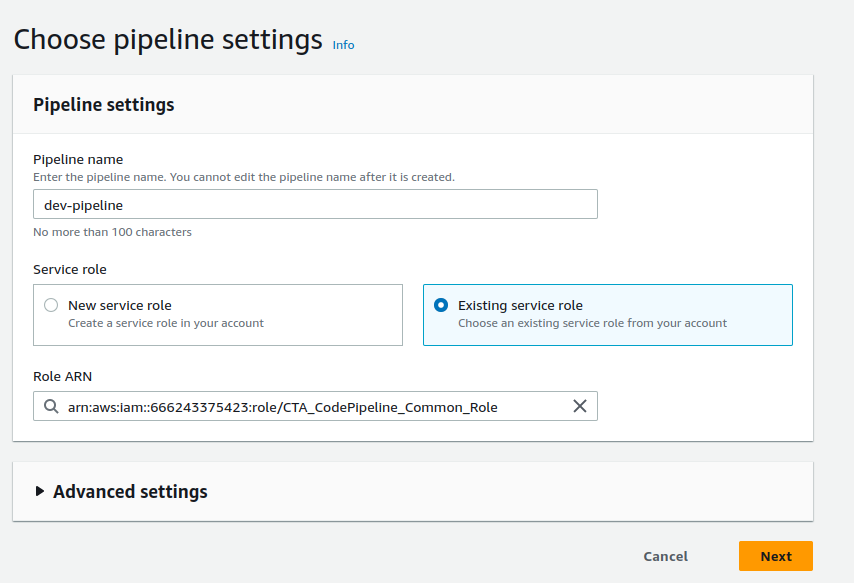 Choose pipeline settings Info
Pipeline settings
Pipeline name
Enter the pipeline name. You cannot edit the pipeline name after it is created.
dev-pipeline
No more than 100 characters
Service role
New service role
Create a service role in your account
Existing service role
Choose an existing service role from your account
Role ARN
arn:aws:iam::666243375423:role/CTA_CodePipeline_Common_Role
Advanced settings
Cancel
Next